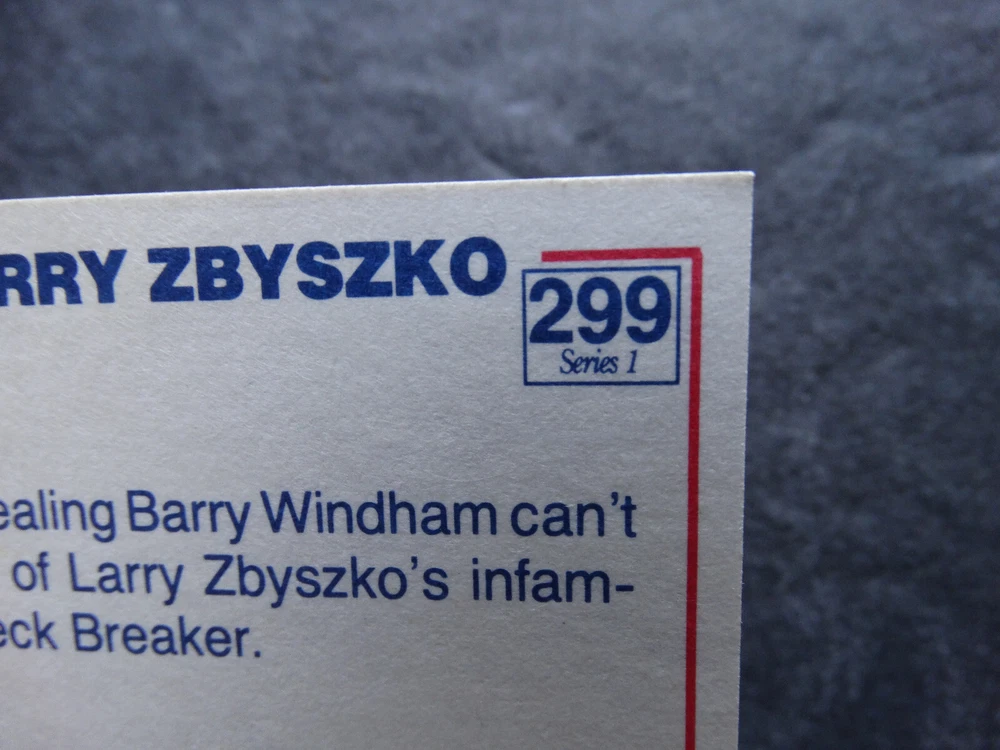 RRY ZBYSZKO
299
Series 1
ealing Barry Windham can't
of Larry Zbyszko's infam-
eck Breaker.